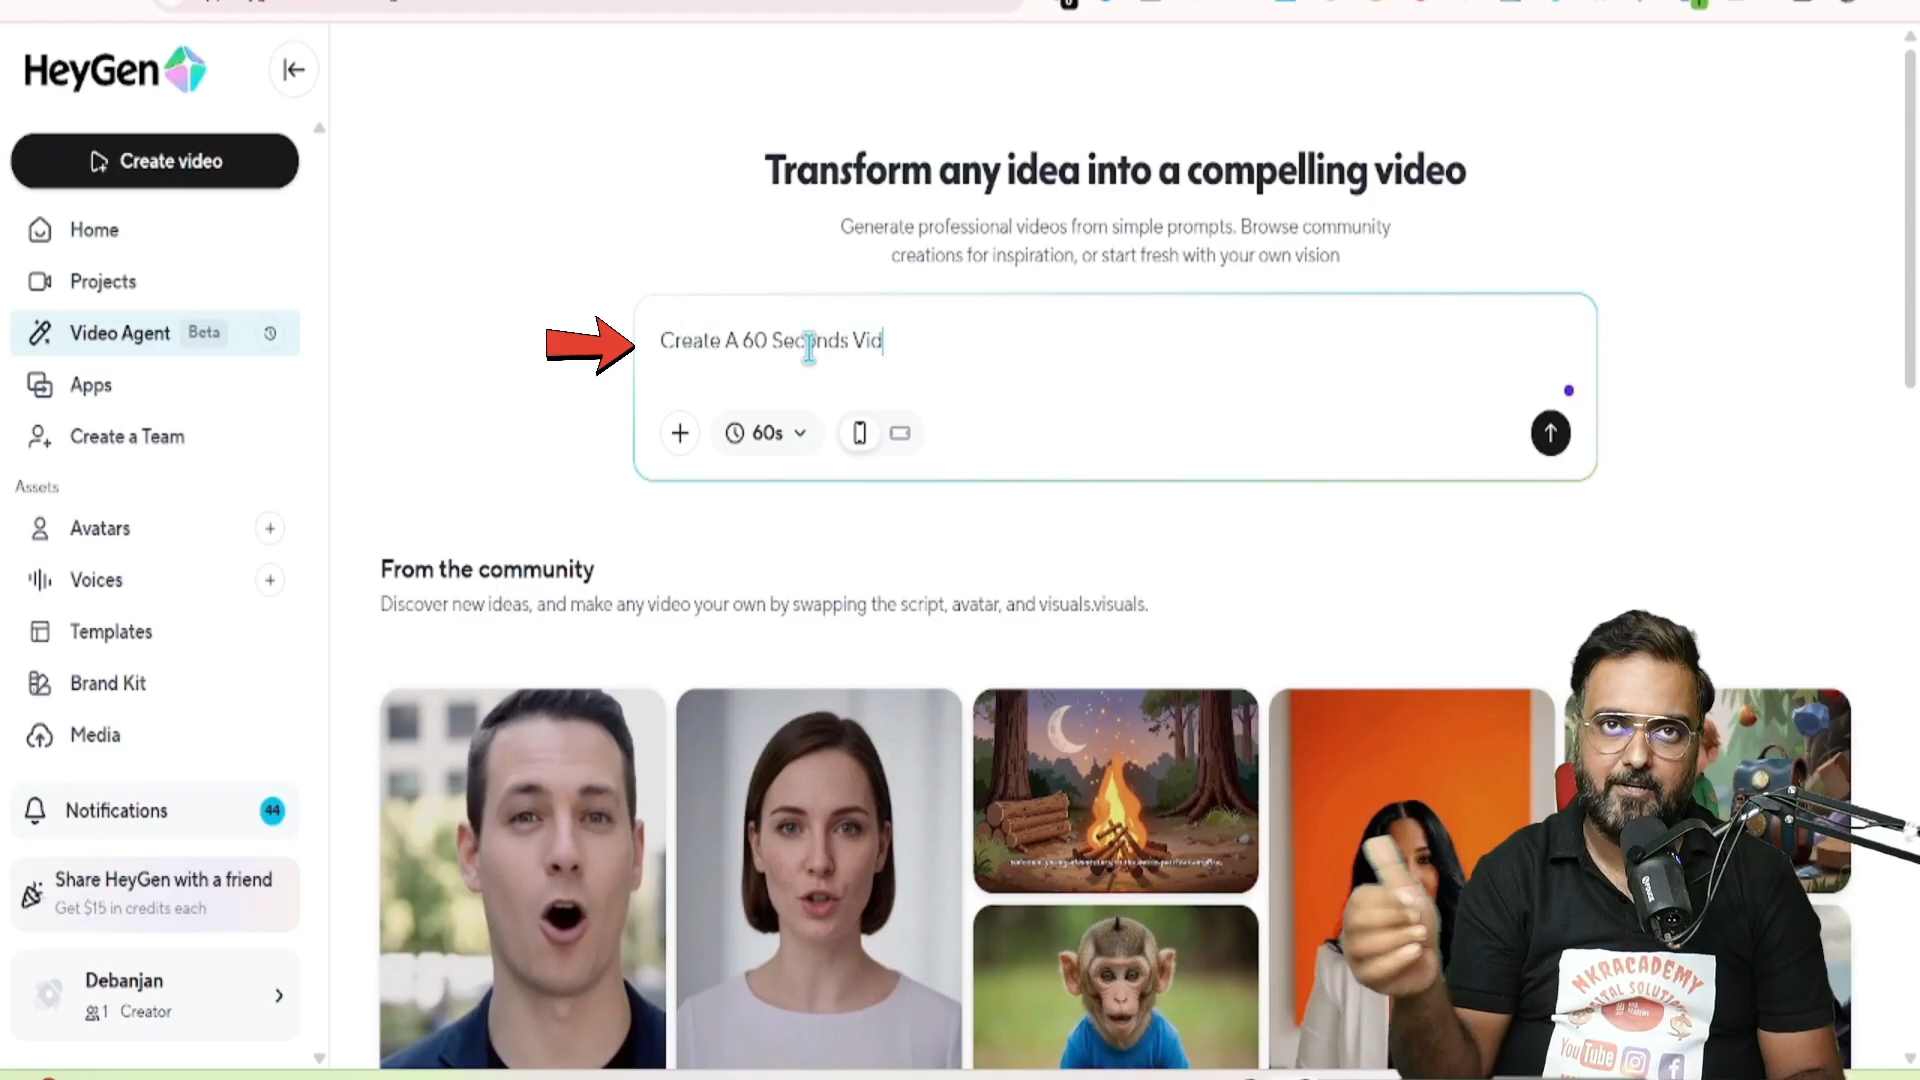 HeyGen
Create video
Home
Projects
Video Agent Beta
Apps
Create a Team
Assets
Avatars
Voices
Templates
Brand Kit
Media
Notifications 44
Share HeyGen with a friend
Get $15 in credits each
Debanjan
1 Creator
Transform any idea into a compelling video
Generate professional videos from simple prompts. Browse community
creations for inspiration, or start fresh with your own vision
Create A 60 Seconds Vid
60s
From the community
Discover new ideas, and make any video your own by swapping the script, avatar, and visuals.visuals.
NKRACADEMY
DIGITAL SOLUTION
YouTube